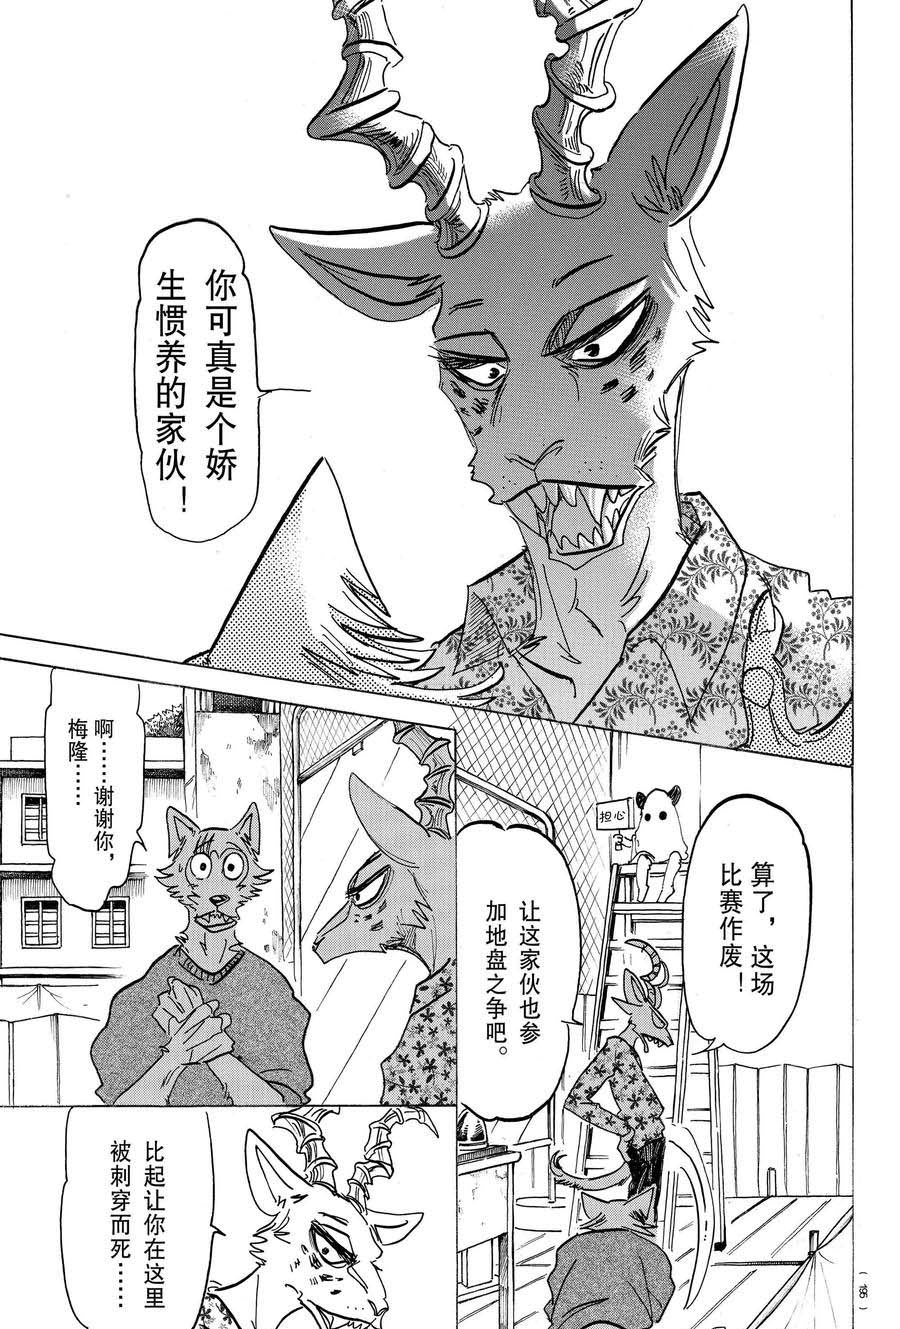 你可真是个娇
生惯养的家伙！
算了，这场
比赛作废！
担心
让这家伙也参
加地盘之争吧。
啊……谢谢你，
梅隆……
比起让你在这里
被刺穿而死……